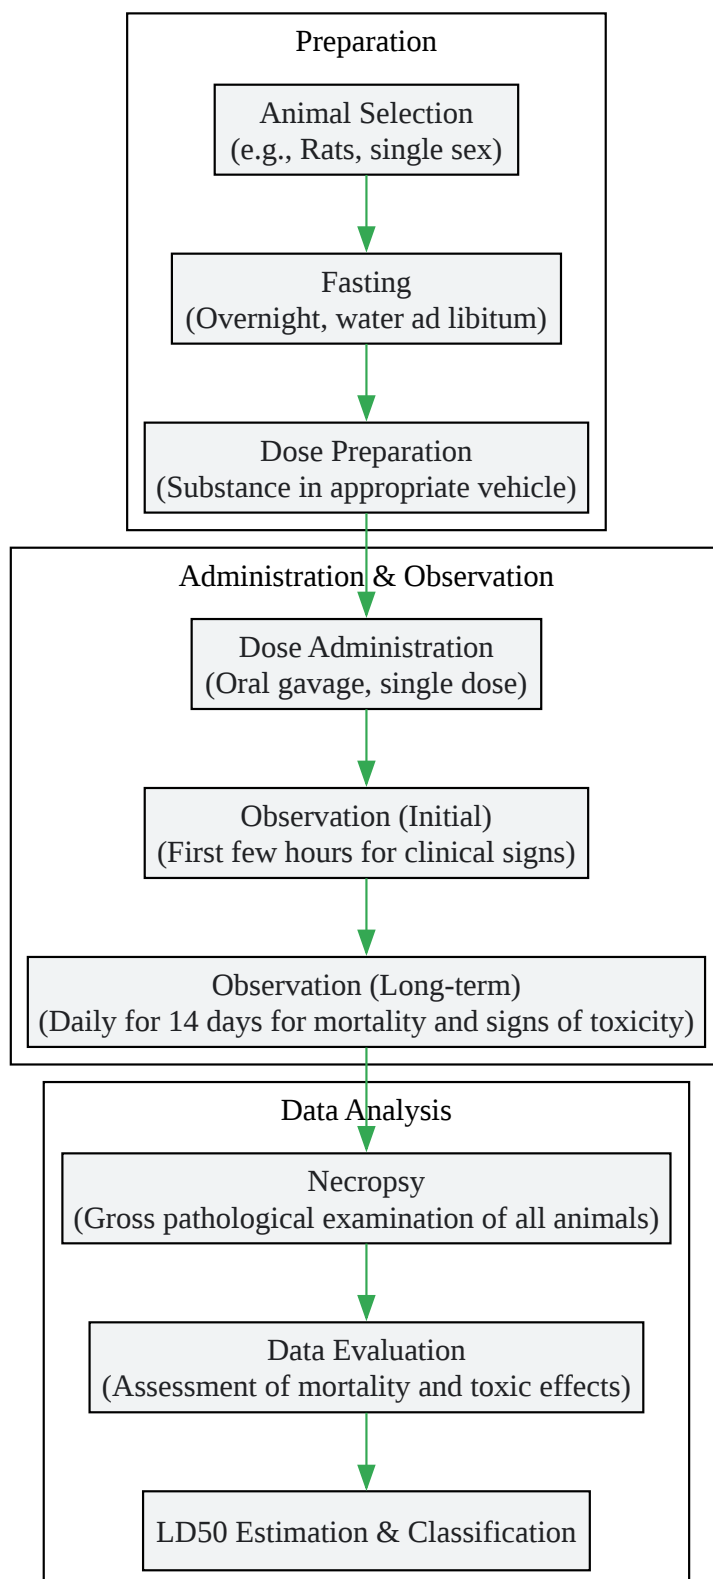 Preparation
Animal Selection
(e.g., Rats, single sex)
Fasting
(Overnight, water ad libitum)
Dose Preparation
(Substance in appropriate vehicle)
Administration & Observation
Dose Administration
(Oral gavage, single dose)
Observation (Initial)
(First few hours for clinical signs)
Observation (Long-term)
(Daily for 14 days for mortality and signs of toxicity)
Data Analysis
Necropsy
(Gross pathological examination of all animals)
Data Evaluation
(Assessment of mortality and toxic effects)
LD50 Estimation & Classification